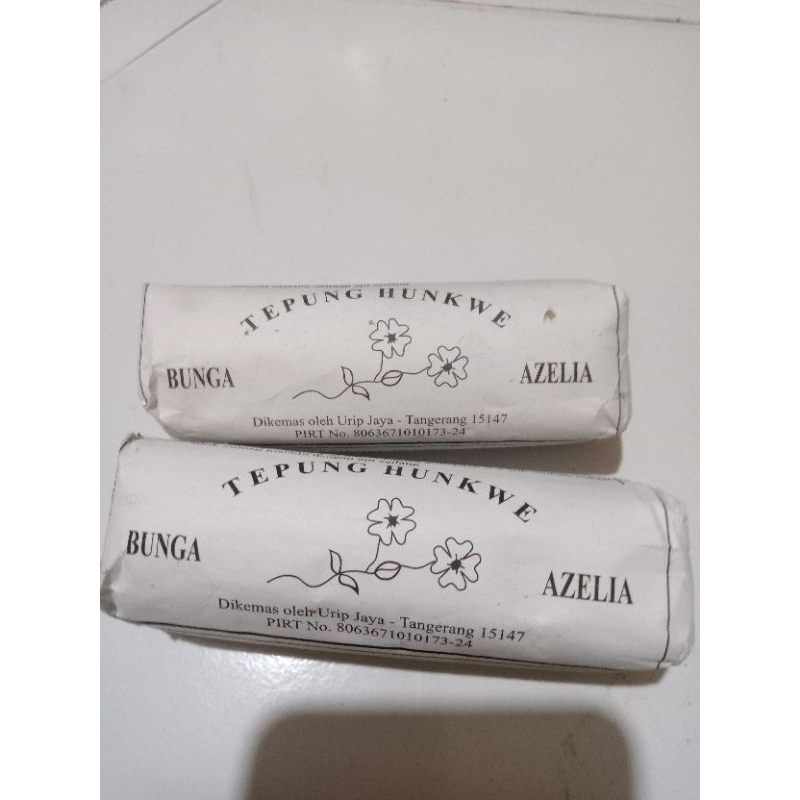 TEPUNG HUNKWE
BUNGA
AZELIA
Dikemas oleh Urip Jaya - Tangerang 15147
PIRT No. 8063671010173-24
TEPUNG HUNKWE
BUNGA
AZELIA
Dikemas oleh Urip Jaya - Tangerang 15147
PIRT No. 8063671010173-24